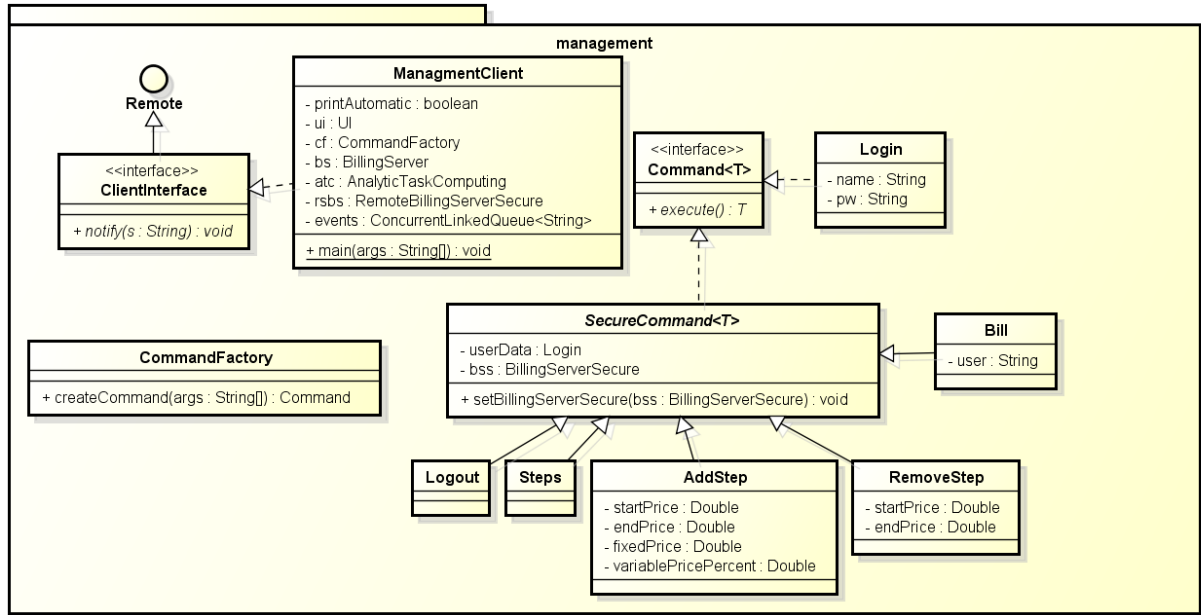 management
Remote
<<interface>>
ClientInterface
+ notify(s : String) : void
ManagmentClient
- printAutomatic : boolean
- ui : UI
- cf : CommandFactory
- bs : BillingServer
- atc : AnalyticTaskComputing
- rsbs : RemoteBillingServerSecure
- events : ConcurrentLinkedQueue<String>
+ main(args : String[]) : void
<<interface>>
Command<T>
+ execute() : T
Login
- name : String
- pw : String
SecureCommand<T>
- userData : Login
- bss : BillingServerSecure
+ setBillingServerSecure(bss : BillingServerSecure) : void
Bill
- user : String
CommandFactory
+ createCommand(args : String[]) : Command
Logout
Steps
AddStep
- startPrice : Double
- endPrice : Double
- fixedPrice : Double
- variablePricePercent : Double
RemoveStep
- startPrice : Double
- endPrice : Double